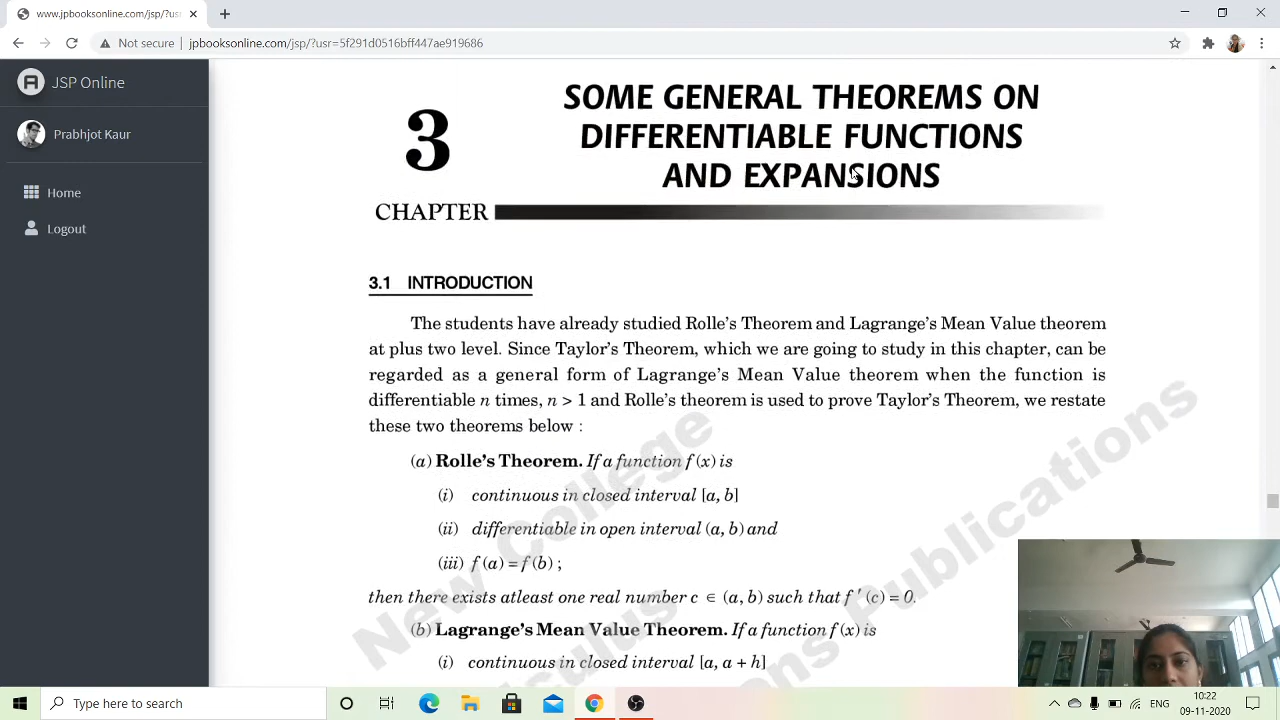 www.jpbooksonline.com/jsp/?us
Not secure | jpbooksonline.com/jsp/?usr=5f291d0516bff447ae919686
JSP Online
Prabhjot Kaur
Home
Logout
3
CHAPTER
SOME GENERAL THEOREMS ON
DIFFERENTIABLE FUNCTIONS
AND EXPANSIONS
3.1 INTRODUCTION
The students have already studied Rolle's Theorem and Lagrange's Mean Value theorem
at plus two level. Since Taylor's Theorem, which we are going to study in this chapter, can be
regarded as a general form of Lagrange's Mean Value theorem when the function is
differentiable n times, n > 1 and Rolle's theorem is used to prove Taylor's Theorem, we restate
these two theorems below :
(a) Rolle's Theorem. If a function f (x) is
(i) continuous in closed interval [a, b]
(ii) differentiable in open interval (a, b) and
(iii) f (a) = f (b) ;
then there exists atleast one real number c ∈ (a, b) such that f ′ (c) = 0.
(b) Lagrange's Mean Value Theorem. If a function f (x) is
(i) continuous in closed interval [a, a + h]
New College
Publications
Type here to search
ENG
10:22
09-11-2020